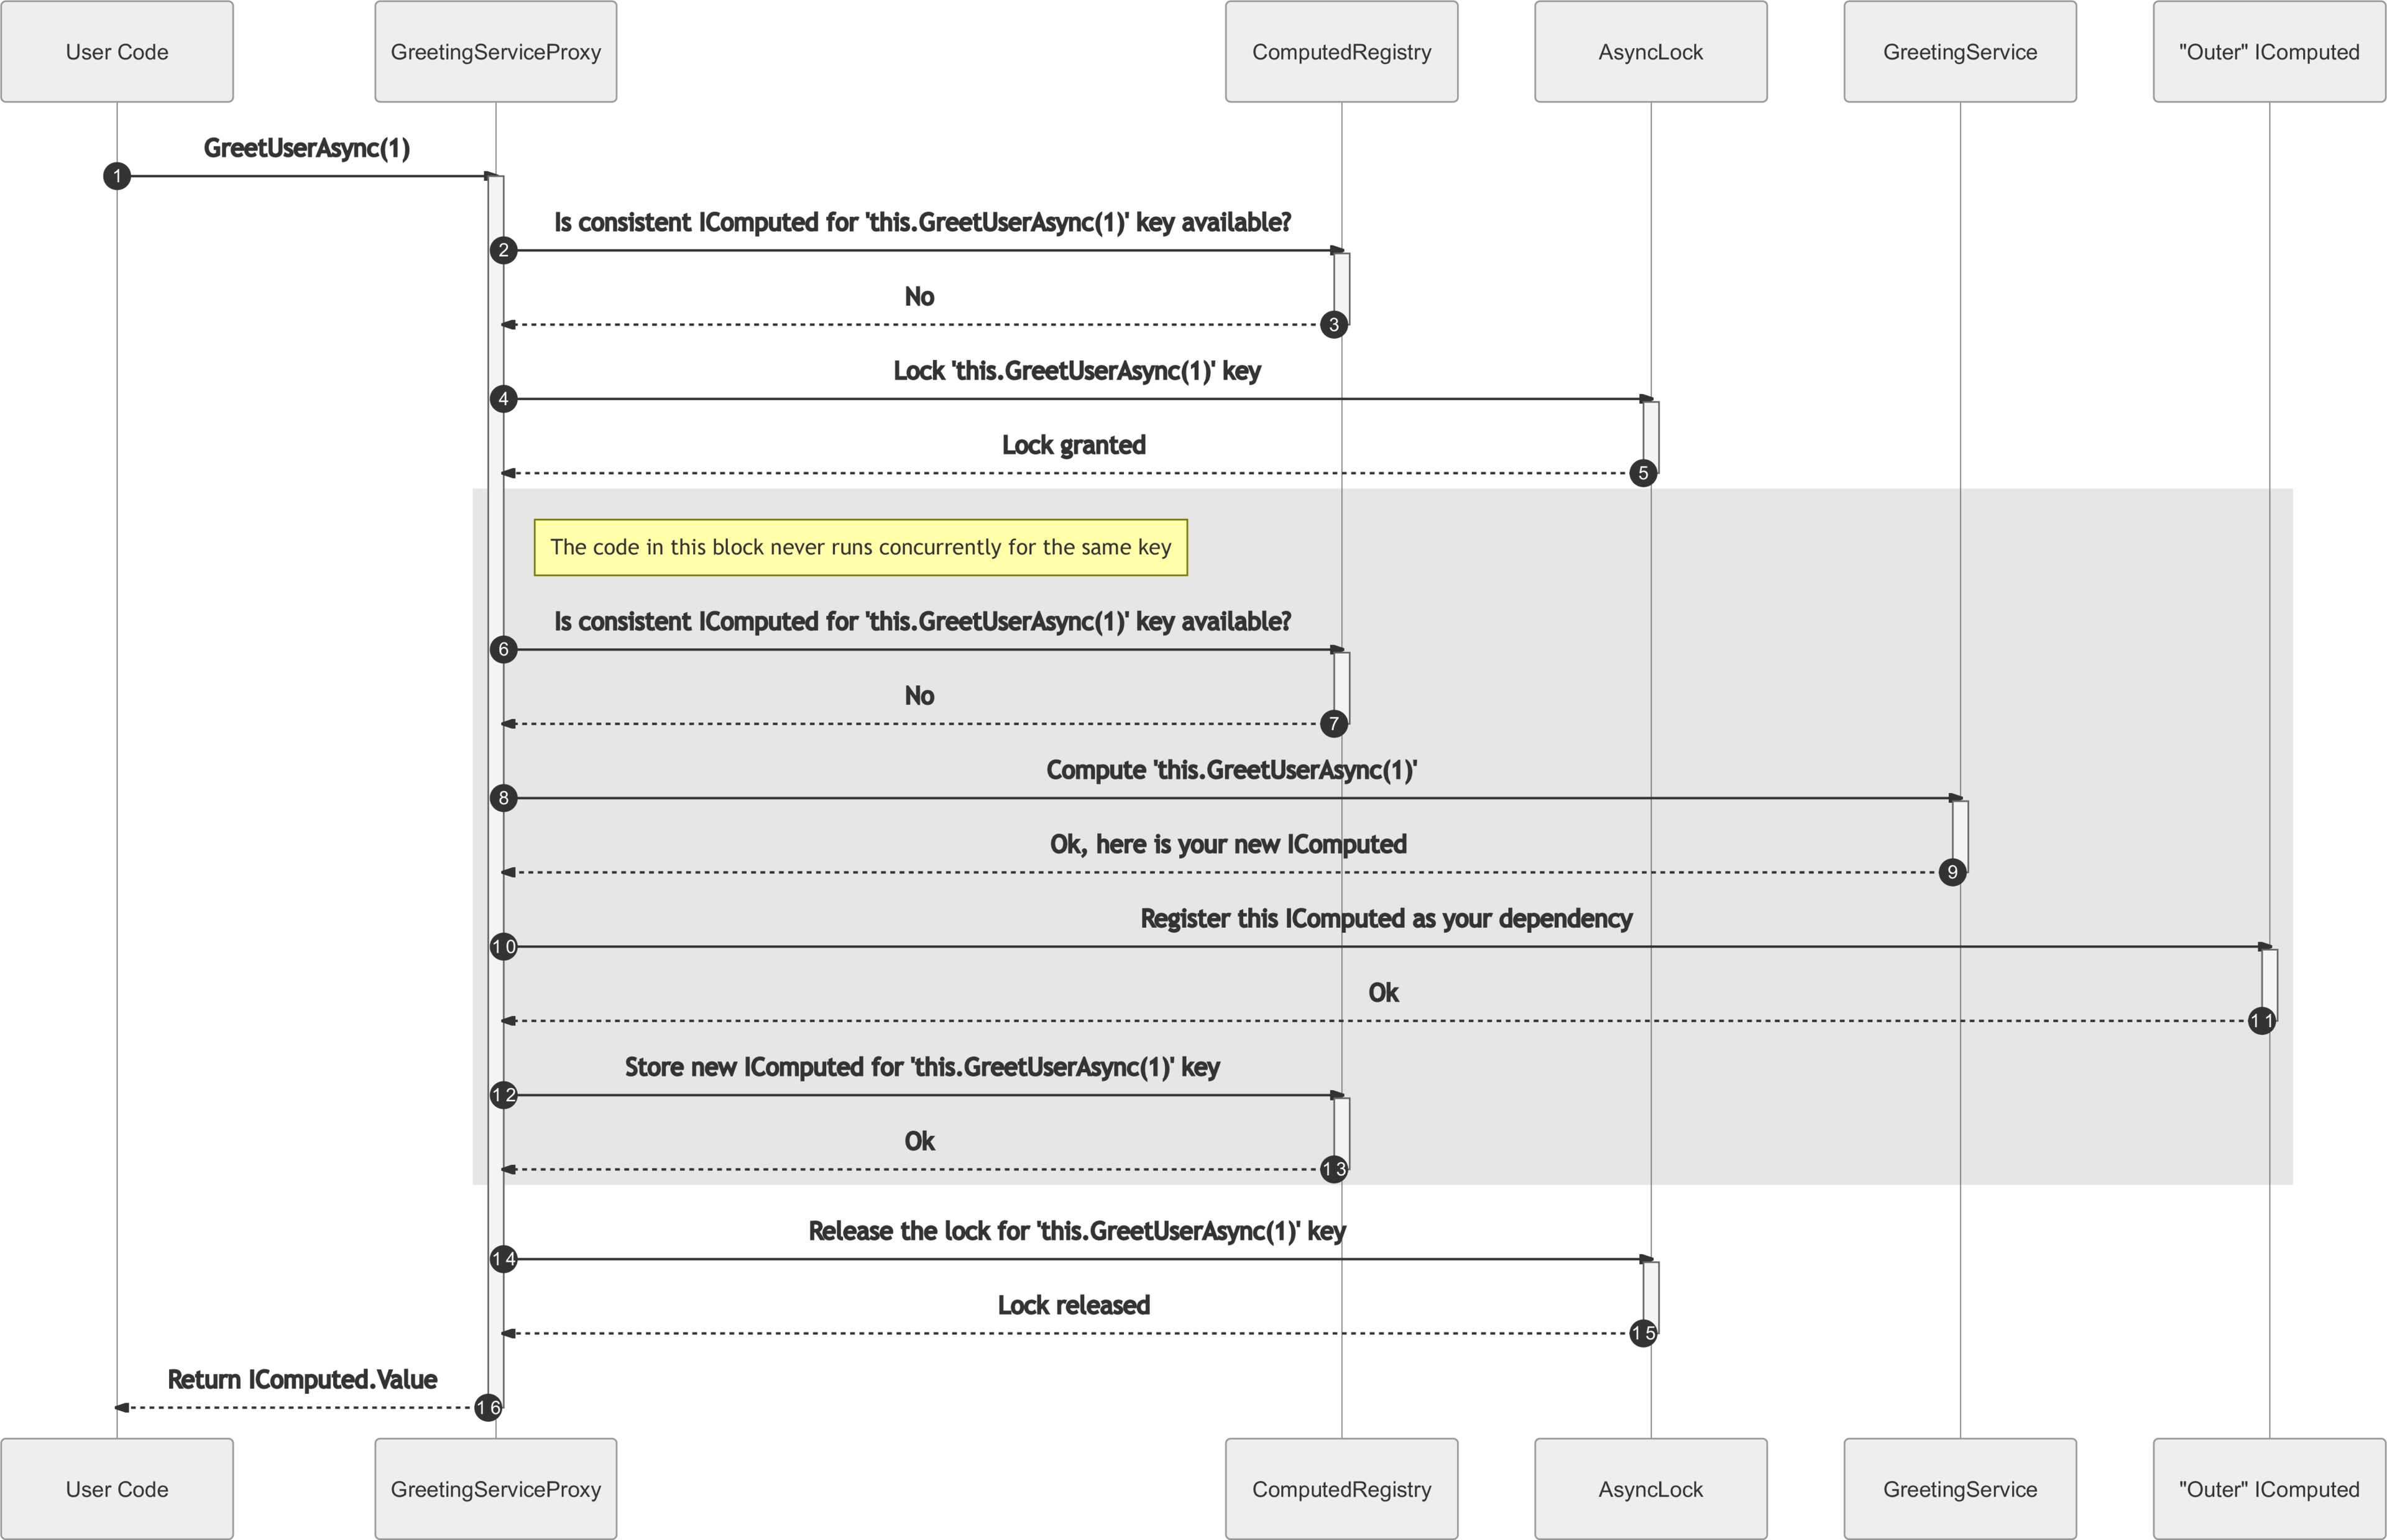 User Code
GreetingServiceProxy
ComputedRegistry
AsyncLock
GreetingService
"Outer" IComputed
GreetUserAsync(1)
1
Is consistent IComputed for 'this.GreetUserAsync(1)' key available?
2
No
3
Lock 'this.GreetUserAsync(1)' key
4
Lock granted
5
The code in this block never runs concurrently for the same key
Is consistent IComputed for 'this.GreetUserAsync(1)' key available?
6
No
7
Compute 'this.GreetUserAsync(1)'
8
Ok, here is your new IComputed
9
Register this IComputed as your dependency
10
Ok
11
Store new IComputed for 'this.GreetUserAsync(1)' key
12
Ok
13
Release the lock for 'this.GreetUserAsync(1)' key
14
Lock released
15
Return IComputed.Value
16
User Code
GreetingServiceProxy
ComputedRegistry
AsyncLock
GreetingService
"Outer" IComputed